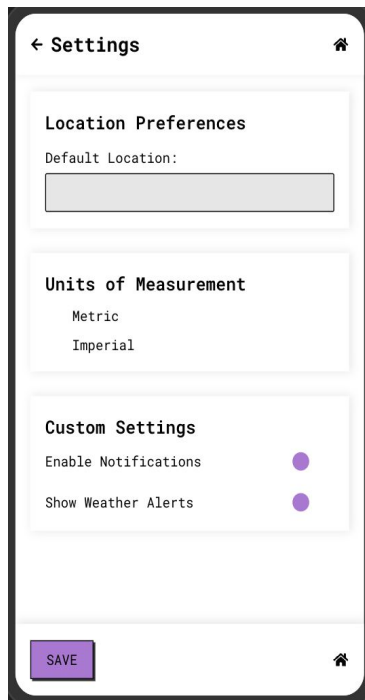 Settings
Location Preferences
Default Location:
Units of Measurement
Metric
Imperial
Custom Settings
Enable Notifications
Show Weather Alerts
SAVE